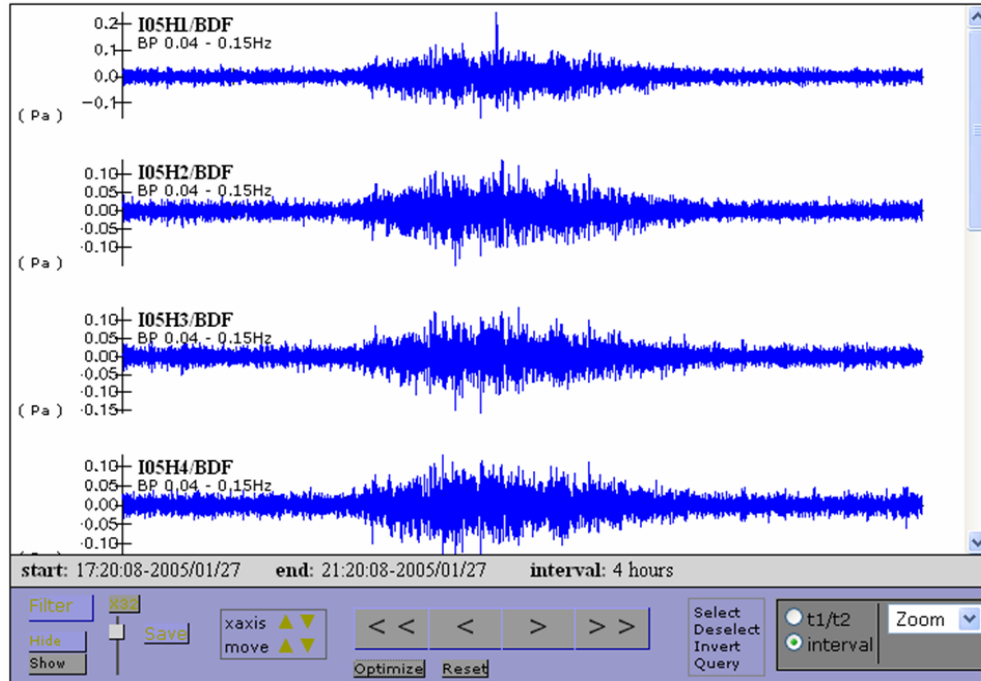 0.2 I05H1/BDF
0.1 BP 0.04 - 0.15Hz
0.0
-0.1
( Pa )
0.10 I05H2/BDF
0.05 BP 0.04 - 0.15Hz
0.00
-0.05
-0.10
( Pa )
0.10 I05H3/BDF
0.05 BP 0.04 - 0.15Hz
0.00
-0.05
-0.10
( Pa ) -0.15
0.10 I05H4/BDF
0.05 BP 0.04 - 0.15Hz
0.00
-0.05
-0.10
start: 17:20:08-2005/01/27 end: 21:20:08-2005/01/27 interval: 4 hours
Filter X32 Save
Hide
Show
xaxis
move
< < < > > >
Optimize Reset
Select
Deselect
Invert
Query
t1/t2
interval
Zoom